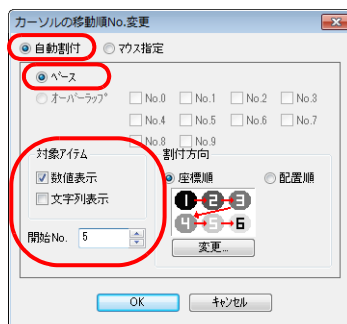 カーソルの移動順No.変更
自動割付 マウス指定
ベース
オーバーラップ No.0 No.1 No.2 No.3
No.4 No.5 No.6 No.7
No.8 No.9
対象アイテム 割付方向
数値表示 座標順 配置順
文字列表示 1 2 3
4 5 6
開始No. 5 変更...
OK キャンセル